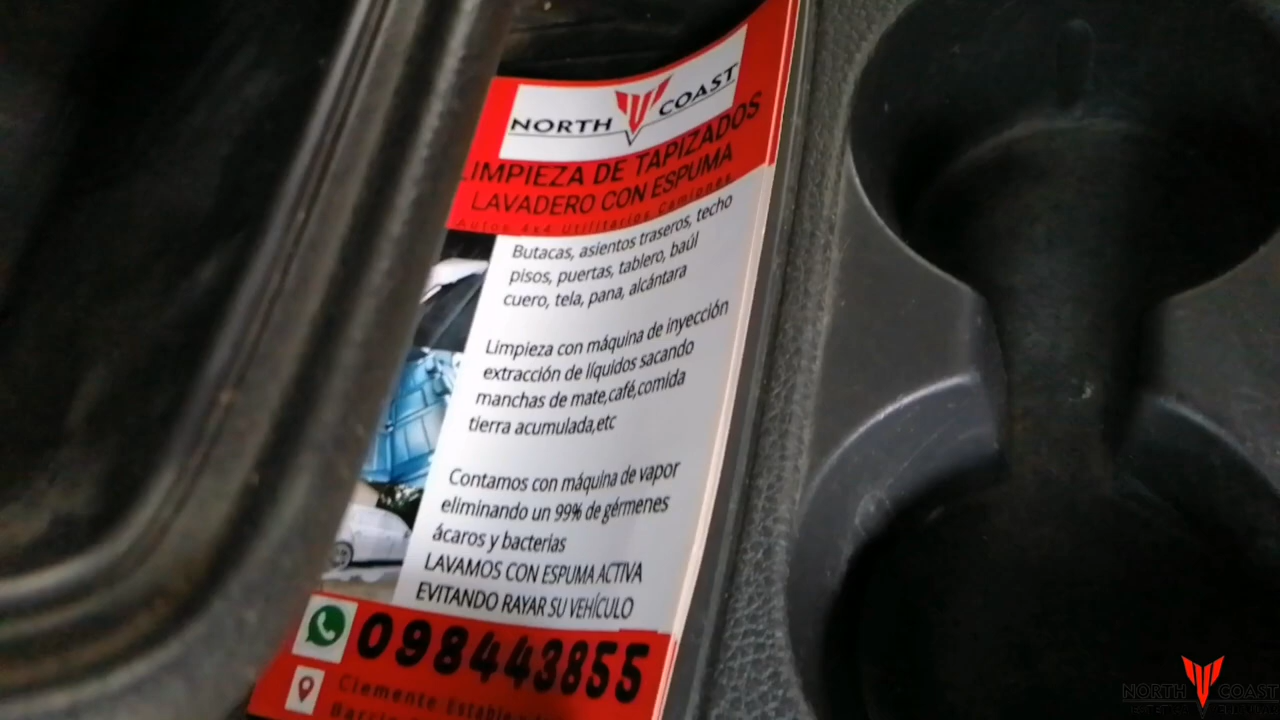 NORTH COAST
LIMPIEZA DE TAPIZADOS
LAVADERO CON ESPUMA
Autos 4x4 Utilitarios Camiones
Butacas, asientos traseros, techo
pisos, puertas, tablero, baúl
cuero, tela, pana, alcántara
Limpieza con máquina de inyección
extracción de líquidos sacando
manchas de mate,café,comida
tierra acumulada,etc
Contamos con máquina de vapor
eliminando un 99% de gérmenes
ácaros y bacterias
LAVAMOS CON ESPUMA ACTIVA
EVITANDO RAYAR SU VEHÍCULO
098443855
Clemente
NORTH COAST